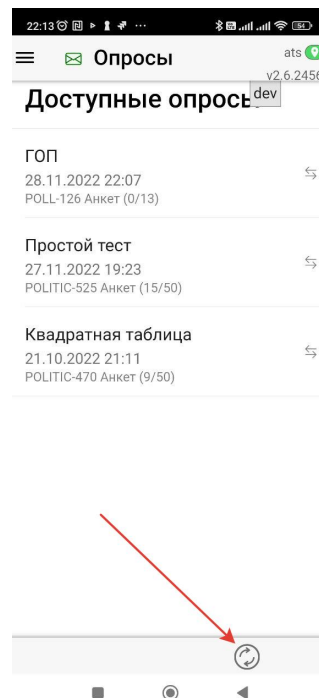 22:13
54
Опросы
ats
v2.6.2456
dev
Доступные опросы
ГОП
28.11.2022 22:07
POLL-126 Анкет (0/13)
Простой тест
27.11.2022 19:23
POLITIC-525 Анкет (15/50)
Квадратная таблица
21.10.2022 21:11
POLITIC-470 Анкет (9/50)